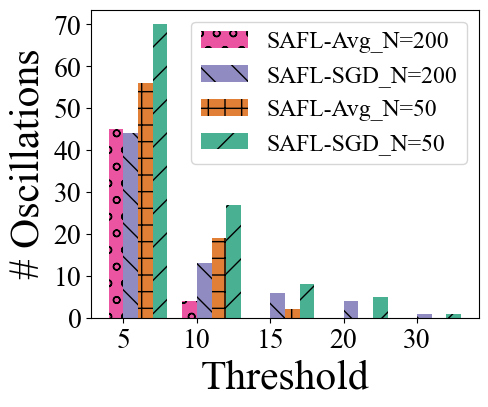 # Oscillations
70
60
50
40
30
20
10
0
SAFL-Avg_N=200
SAFL-SGD_N=200
SAFL-Avg_N=50
SAFL-SGD_N=50
5 10 15 20 30
Threshold